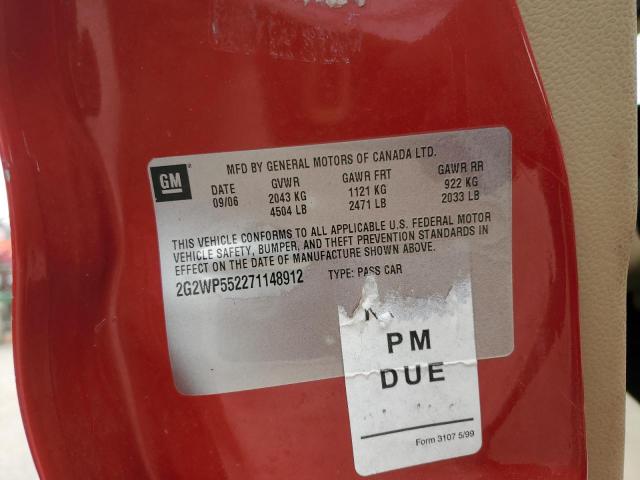 GM
MFD BY GENERAL MOTORS OF CANADA LTD.
DATE GVWR GAWR FRT GAWR RR
09/06 2043 KG 1121 KG 922 KG
4504 LB 2471 LB 2033 LB
THIS VEHICLE CONFORMS TO ALL APPLICABLE U.S. FEDERAL MOTOR
VEHICLE SAFETY, BUMPER, AND THEFT PREVENTION STANDARDS IN
EFFECT ON THE DATE OF MANUFACTURE SHOWN ABOVE.
2G2WP552271148912 TYPE: PASS CAR
PM
DUE
Form 3107 5/99